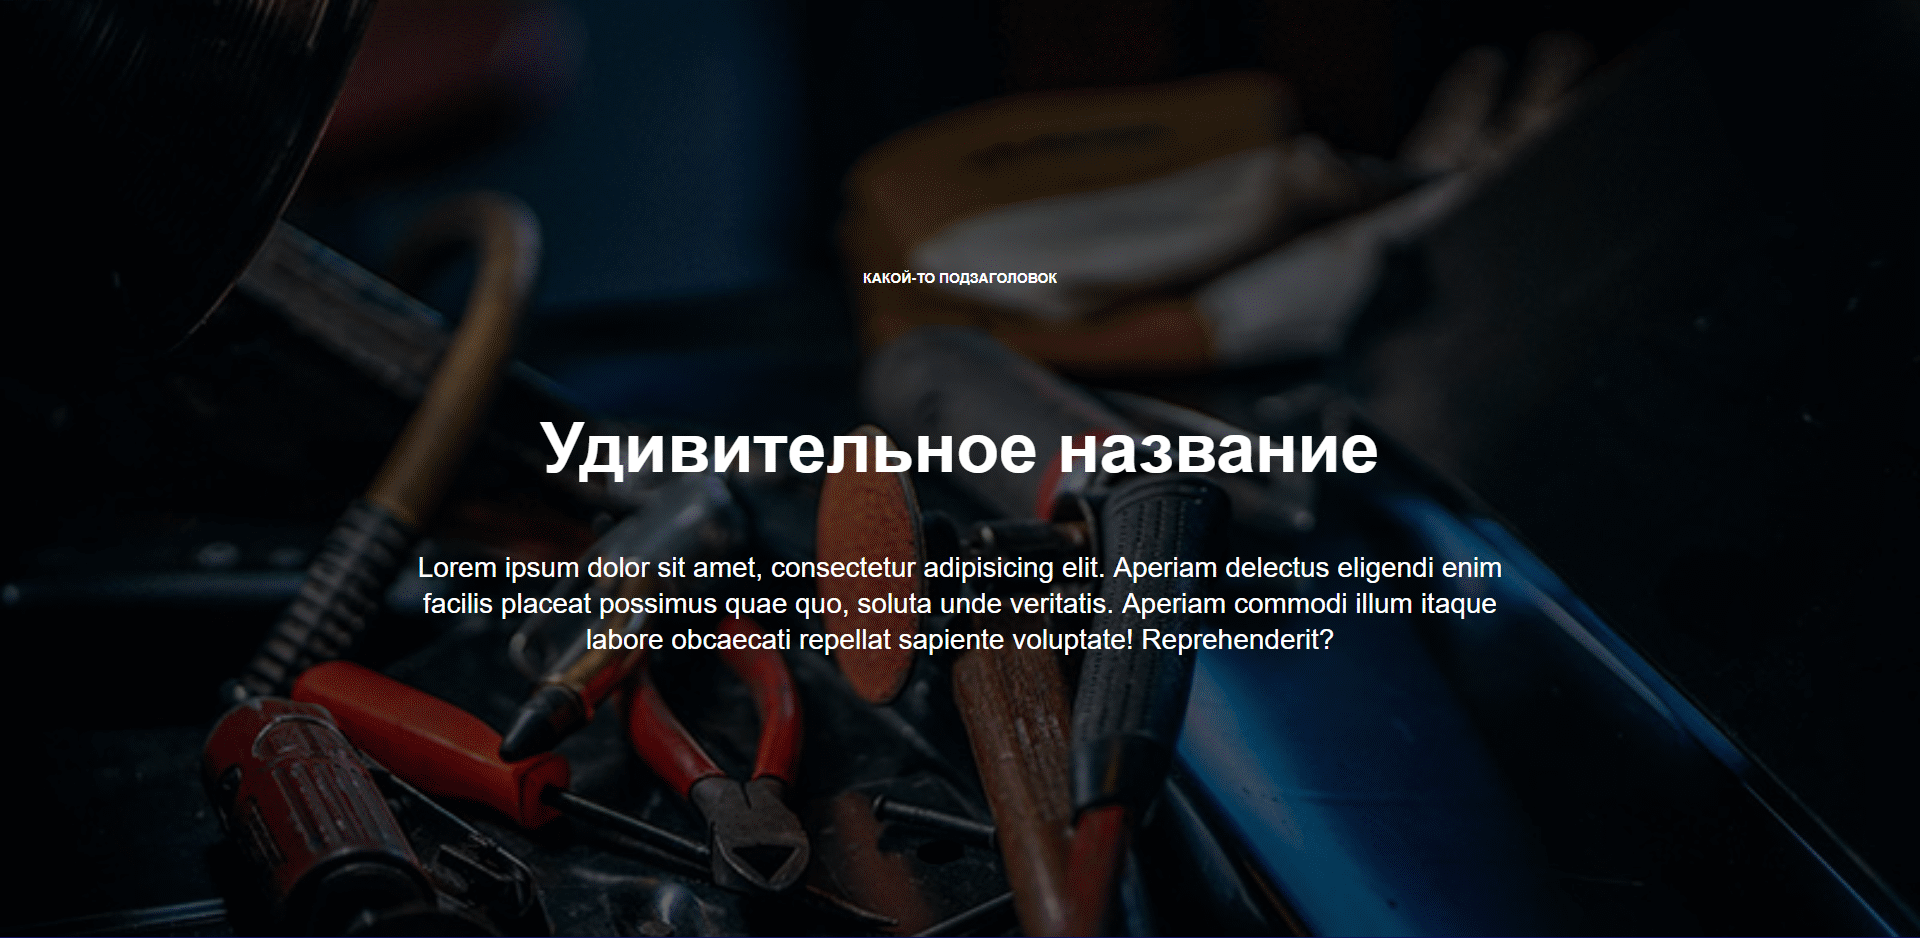 КАКОЙ-ТО ПОДЗАГОЛОВОК
Удивительное название
Lorem ipsum dolor sit amet, consectetur adipisicing elit. Aperiam delectus eligendi enim
facilis placeat possimus quae quo, soluta unde veritatis. Aperiam commodi illum itaque
labore obcaecati repellat sapiente voluptate! Reprehenderit?